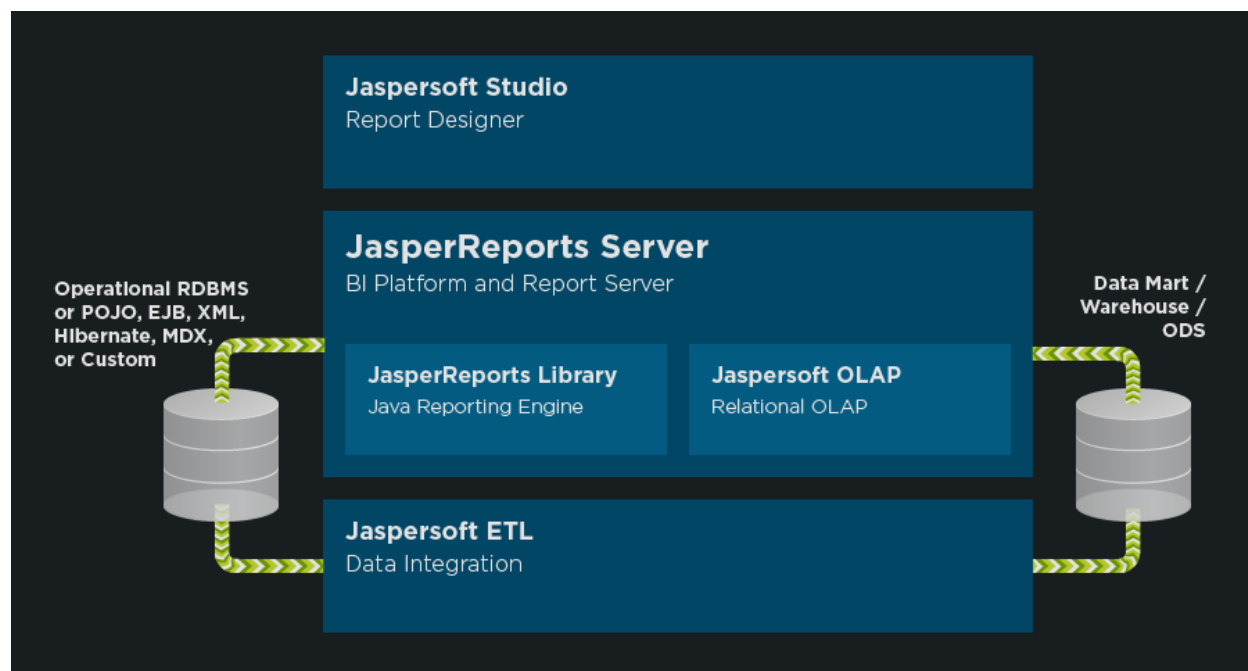 Jaspersoft Studio
Report Designer
JasperReports Server
BI Platform and Report Server
Operational RDBMS
or POJO, EJB, XML,
Hibernate, MDX,
or Custom
Data Mart /
Warehouse /
ODS
JasperReports Library
Java Reporting Engine
Jaspersoft OLAP
Relational OLAP
Jaspersoft ETL
Data Integration